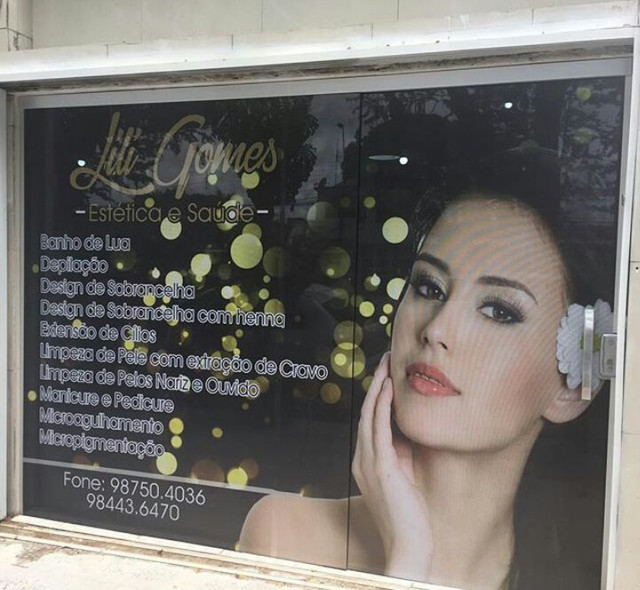 Lili Gomes
- Estética e Saúde -
Banho de Lua
Depilação
Design de Sobrancelha
Design de Sobrancelha com henna
Extensão de Cilios
Limpeza de Pele com extração de Cravo
Limpeza de Pelos Nariz e Ouvido
Manicure e Pedicure
Microagulhamento
Micropigmentação
Fone: 98750.4036
98443.6470